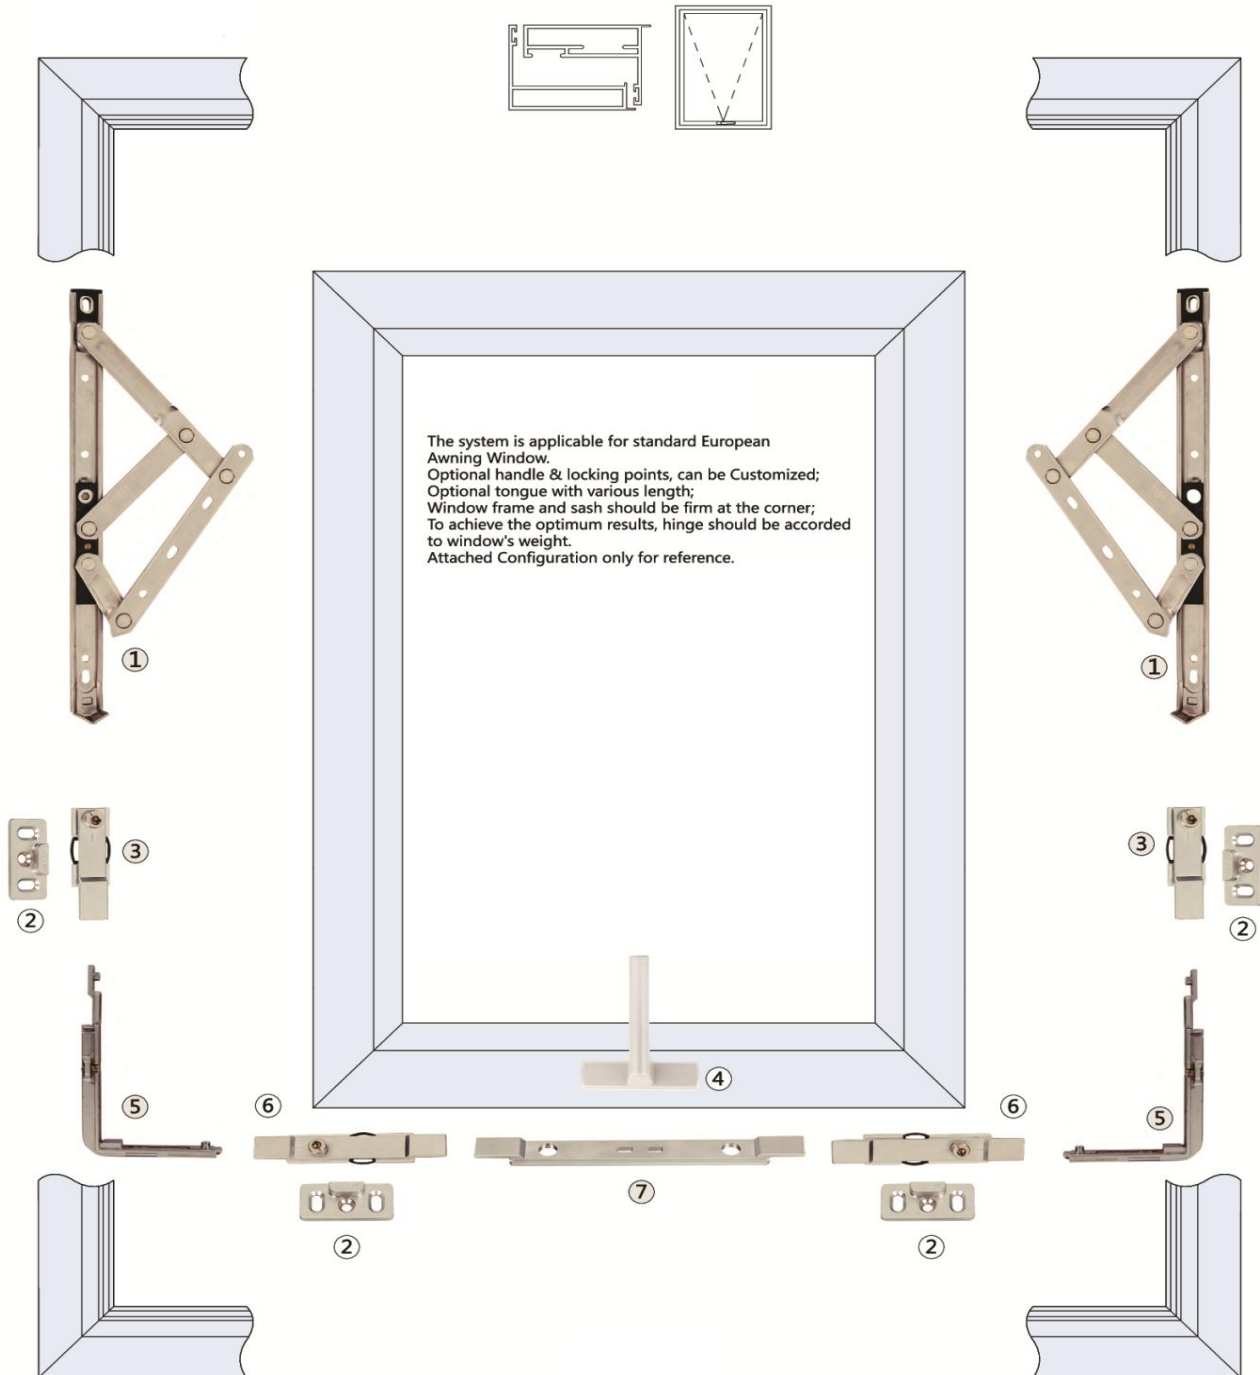 The system is applicable for standard European
Awning Window.
Optional handle & locking points, can be Customized;
Optional tongue with various length;
Window frame and sash should be firm at the corner;
To achieve the optimum results, hinge should be accorded
to window's weight.
Attached Configuration only for reference.
①
①
③
③
②
②
④
⑤
⑥
⑥
⑤
⑦
②
②